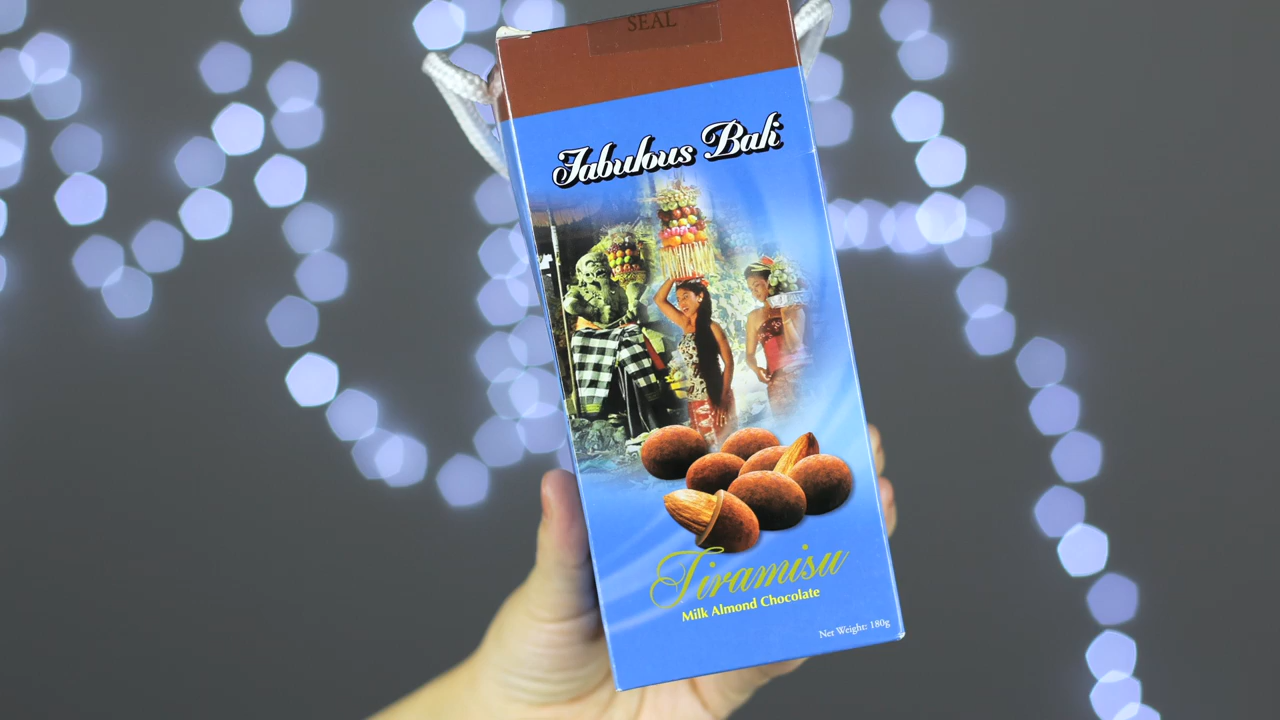 SEAL
Fabulous Bali
Tiramisu
Milk Almond Chocolate
Net Weight: 180g